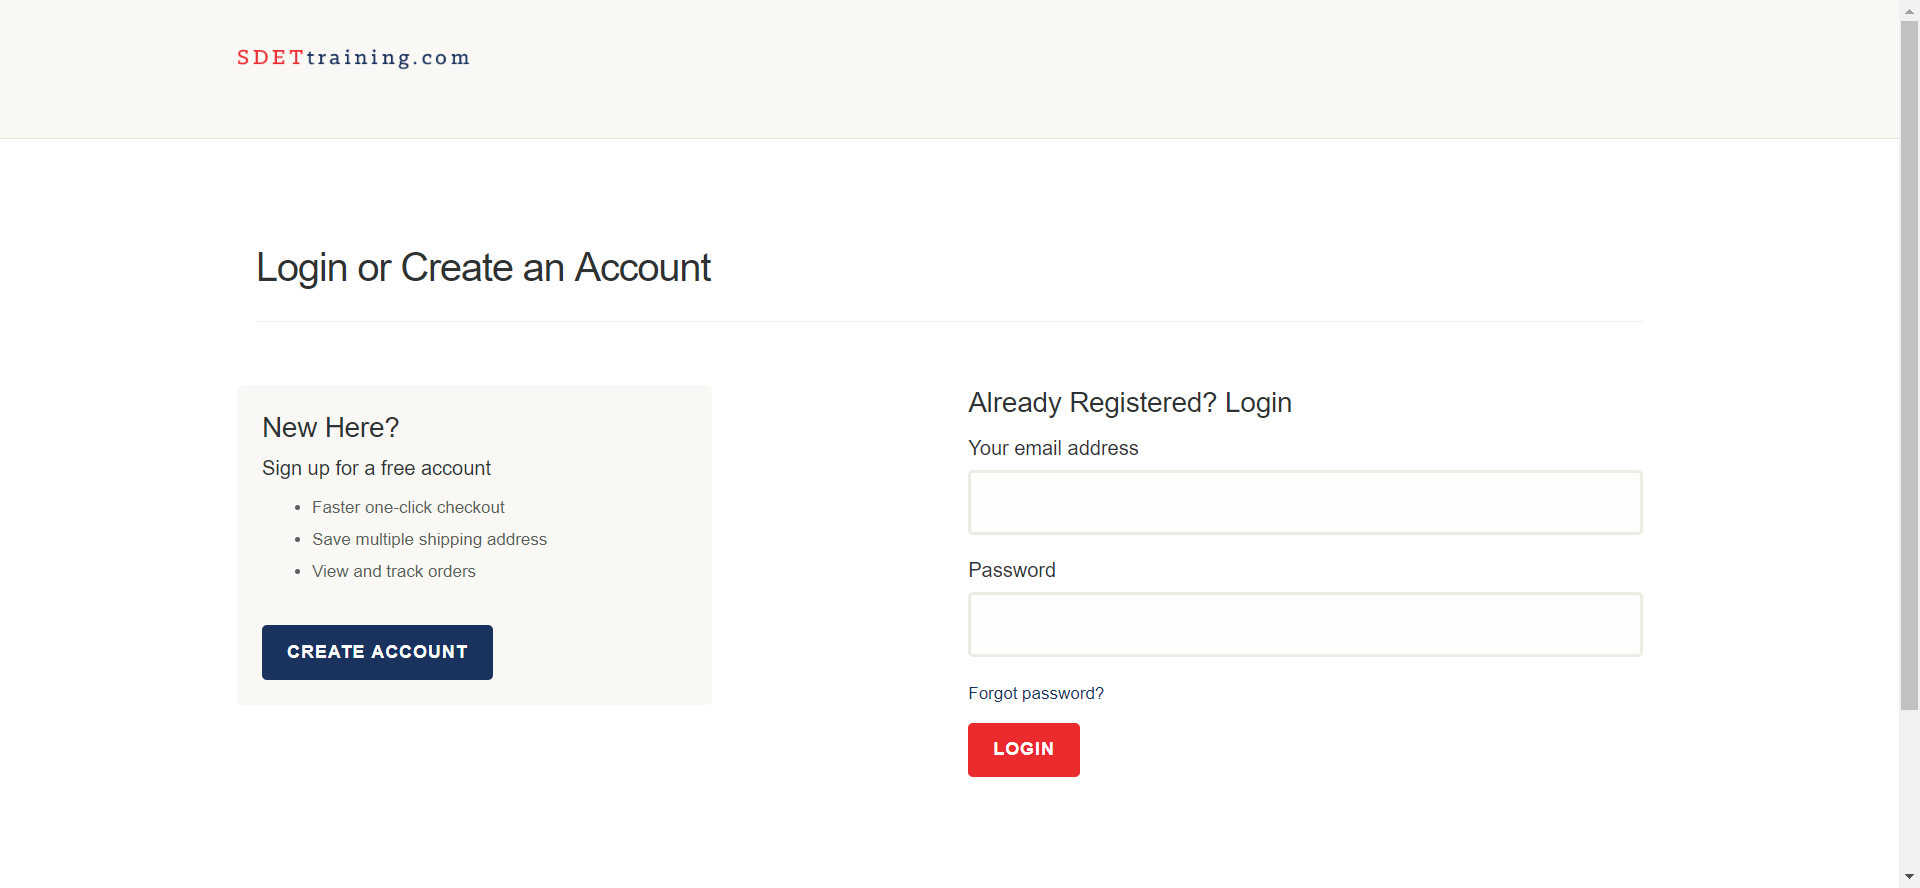 SDETtraining.com
Login or Create an Account
New Here?
Sign up for a free account
• Faster one-click checkout
• Save multiple shipping address
• View and track orders
CREATE ACCOUNT
Already Registered? Login
Your email address
Password
Forgot password?
LOGIN